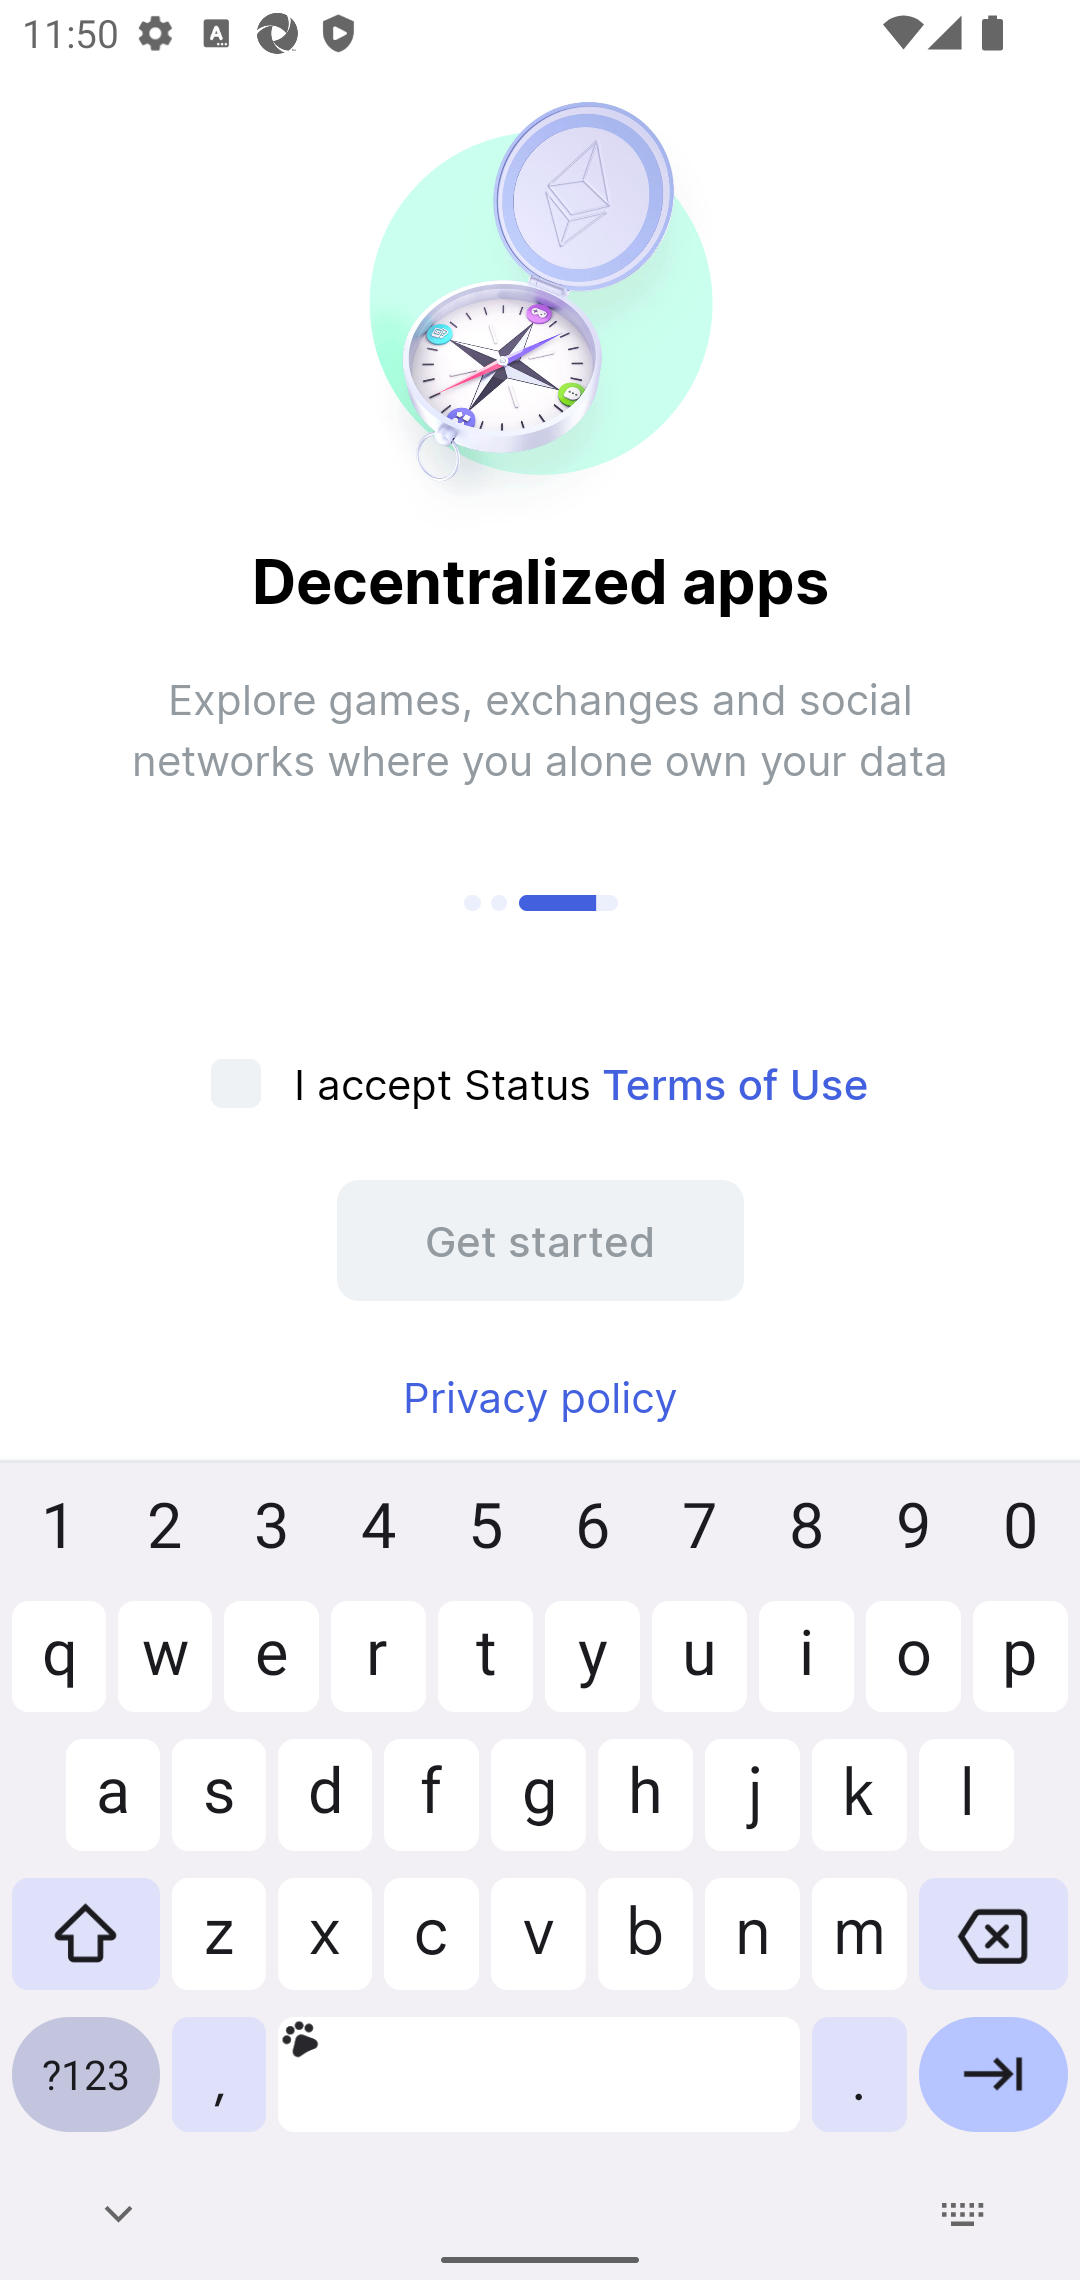 11:50
Decentralized apps
Explore games, exchanges and social
networks where you alone own your data
I accept Status Terms of Use
Get started
Privacy policy
1 2 3 4 5 6 7 8 9 0
q w e r t y u i o p
a s d f g h j k l
z x c v b n m
?123 , .